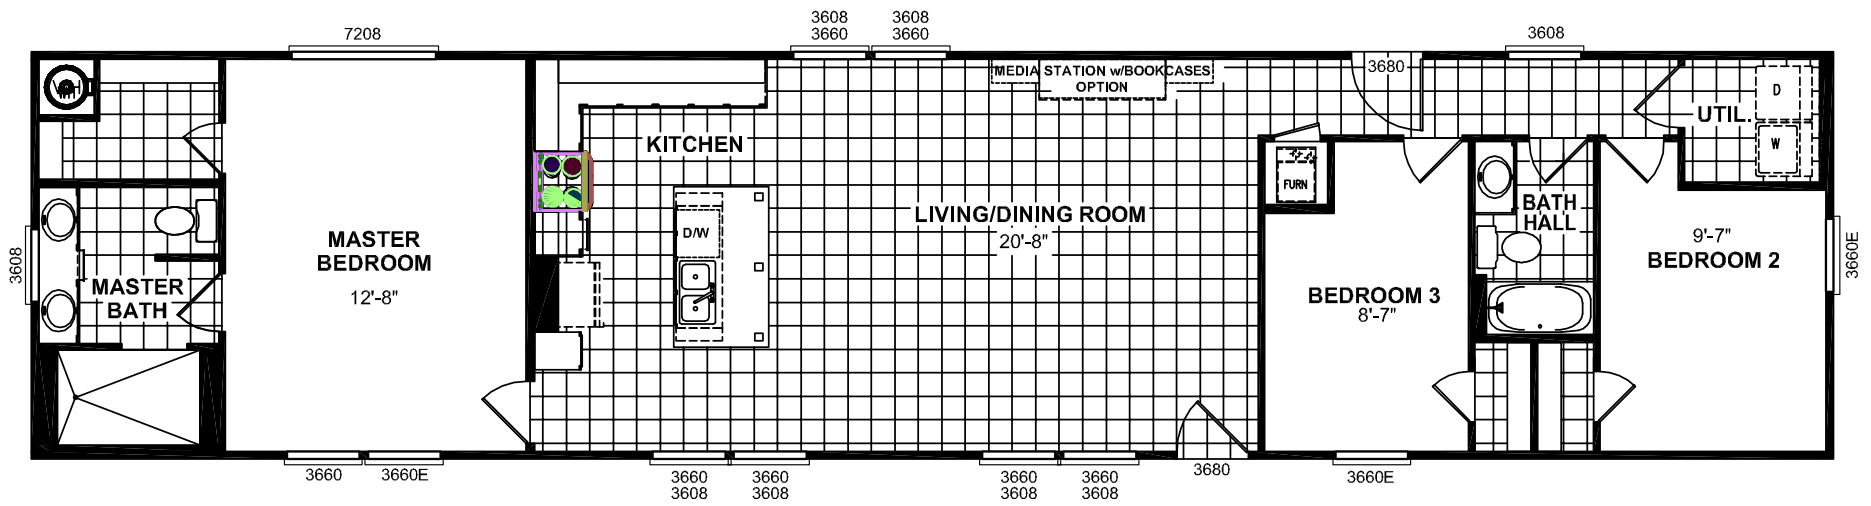 3608 3608
7208 3660 3660 3608
W/H
MEDIA STATION w/BOOKCASES
OPTION
3680
D
UTIL.
W
KITCHEN
FURN
3608
MASTER
BATH
MASTER
BEDROOM
12'-8"
D/W
LIVING/DINING ROOM
20'-8"
BEDROOM 3
8'-7"
BATH
HALL
9'-7"
BEDROOM 2
3660E
3660 3660E
3660 3660
3608 3608
3660 3660
3608 3608
3680
3660E